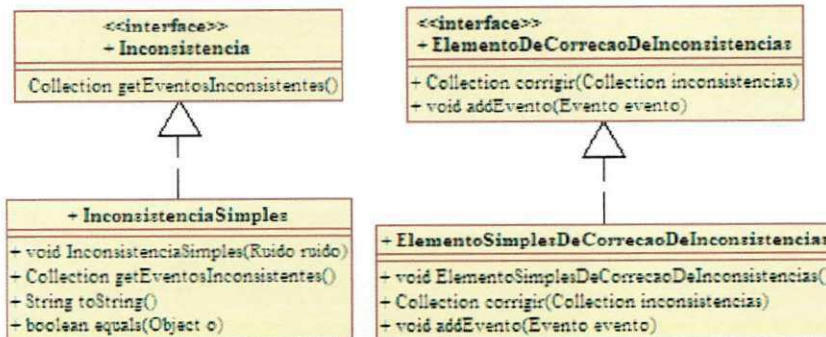 <<interface>>
+ Inconsistencia
Collection getEventosInconsistentes()
<<interface>>
+ ElementoDeCorrecaoDeInconsistencias
+ Collection corrigir(Collection inconsistencias)
+ void addEvento(Evento evento)
+ InconsistenciaSimples
+ void InconsistenciaSimples(Ruido ruido)
+ Collection getEventosInconsistentes()
+ String toString()
+ boolean equals(Object o)
+ ElementoSimplesDeCorrecaoDeInconsistencias
+ void ElementoSimplesDeCorrecaoDeInconsistencias()
+ Collection corrigir(Collection inconsistencias)
+ void addEvento(Evento evento)